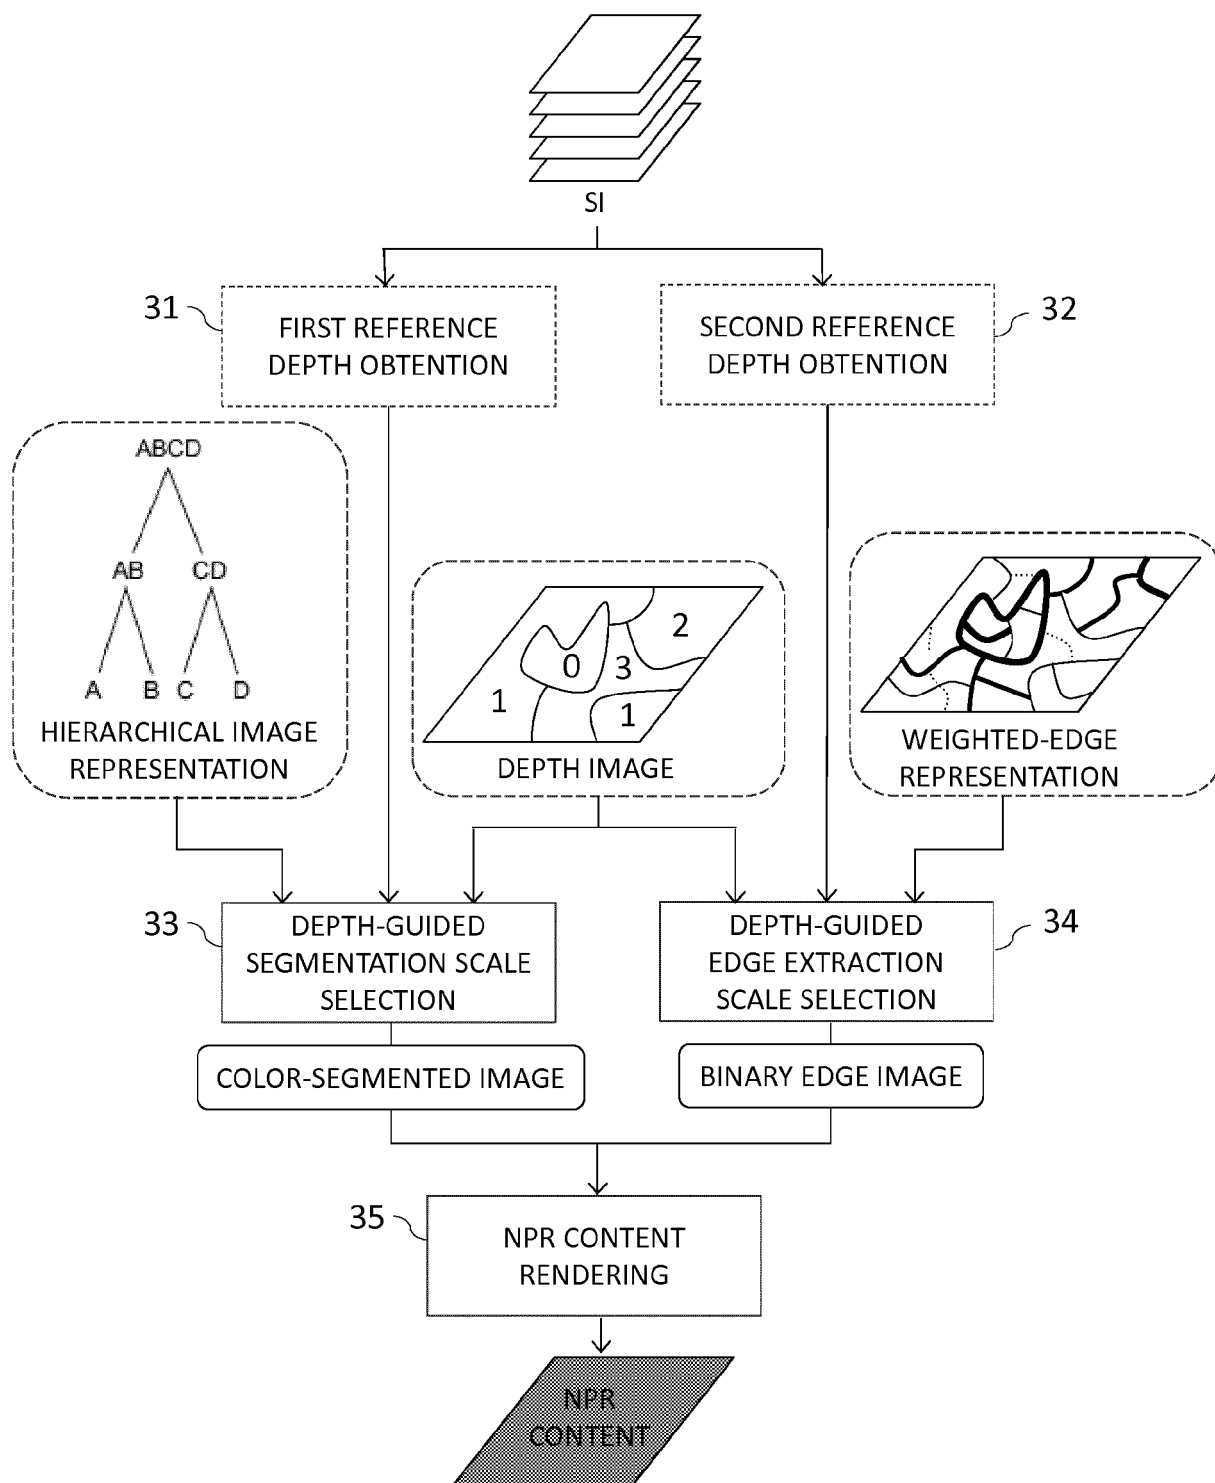 SI
31
FIRST REFERENCE
DEPTH OBTENTION
32
SECOND REFERENCE
DEPTH OBTENTION
ABCD
AB
CD
A
B
C
D
HIERARCHICAL IMAGE
REPRESENTATION
0
1
2
3
1
DEPTH IMAGE
WEIGHTED-EDGE
REPRESENTATION
33
DEPTH-GUIDED
SEGMENTATION SCALE
SELECTION
34
DEPTH-GUIDED
EDGE EXTRACTION
SCALE SELECTION
COLOR-SEGMENTED IMAGE
BINARY EDGE IMAGE
35
NPR CONTENT
RENDERING
NPR
CONTENT